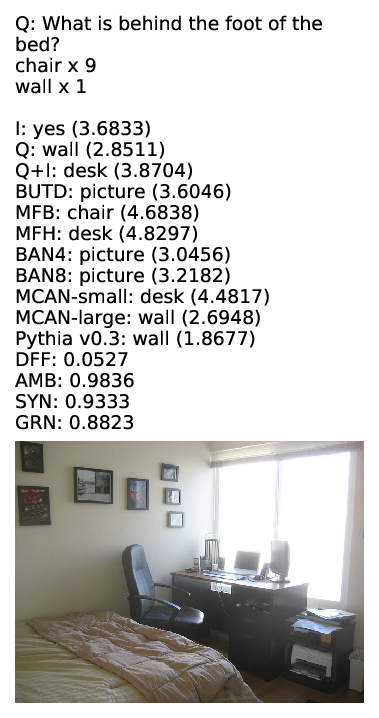 Q: What is behind the foot of the
bed?
chair x 9
wall x 1
I: yes (3.6833)
Q: wall (2.8511)
Q+I: desk (3.8704)
BUTD: picture (3.6046)
MFB: chair (4.6838)
MFH: desk (4.8297)
BAN4: picture (3.0456)
BAN8: picture (3.2182)
MCAN-small: desk (4.4817)
MCAN-large: wall (2.6948)
Pythia v0.3: wall (1.8677)
DFF: 0.0527
AMB: 0.9836
SYN: 0.9333
GRN: 0.8823